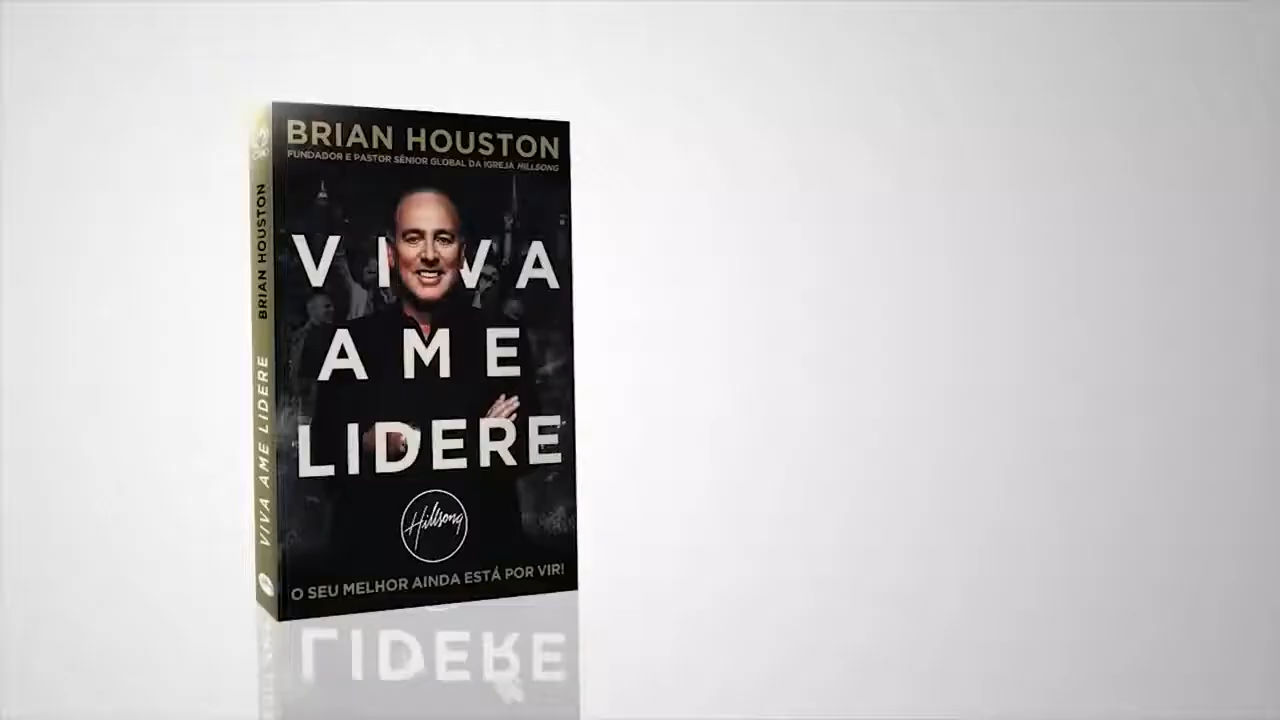 BRIAN HOUSTON
FUNDADOR E PASTOR SÊNIOR GLOBAL DA IGREJA HILLSONG
VIVA
AME
LIDERE
Hillsong
O SEU MELHOR AINDA ESTÁ POR VIR!
VIVA AME LIDERE
BRIAN HOUSTON
LIDERE